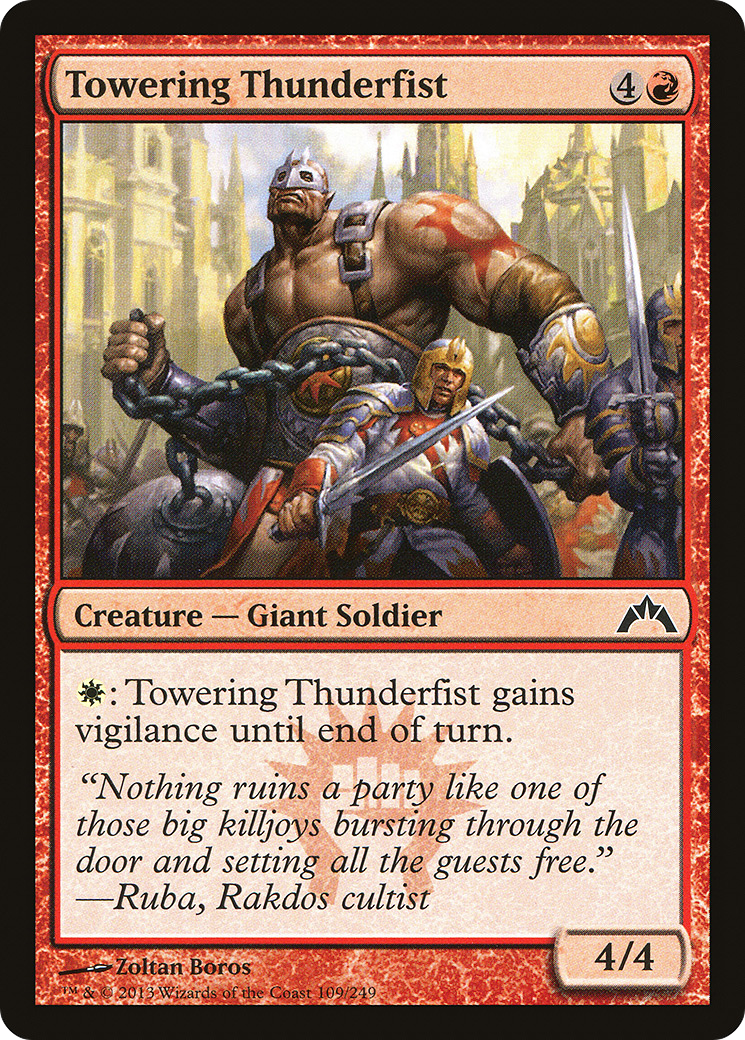 Towering Thunderfist 4
Creature — Giant Soldier
: Towering Thunderfist gains
vigilance until end of turn.
“Nothing ruins a party like one of
those big killjoys bursting through the
door and setting all the guests free.”
—Ruba, Rakdos cultist
4/4
Zoltan Boros
™ & © 2013 Wizards of the Coast 109/249